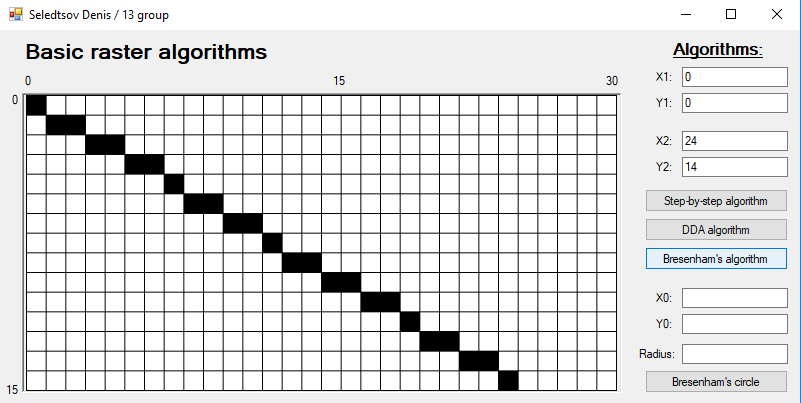 Seledtsov Denis / 13 group
Basic raster algorithms
0 15 30
0
15
Algorithms:
X1: 0
Y1: 0
X2: 24
Y2: 14
Step-by-step algorithm
DDA algorithm
Bresenham's algorithm
X0:
Y0:
Radius:
Bresenham's circle